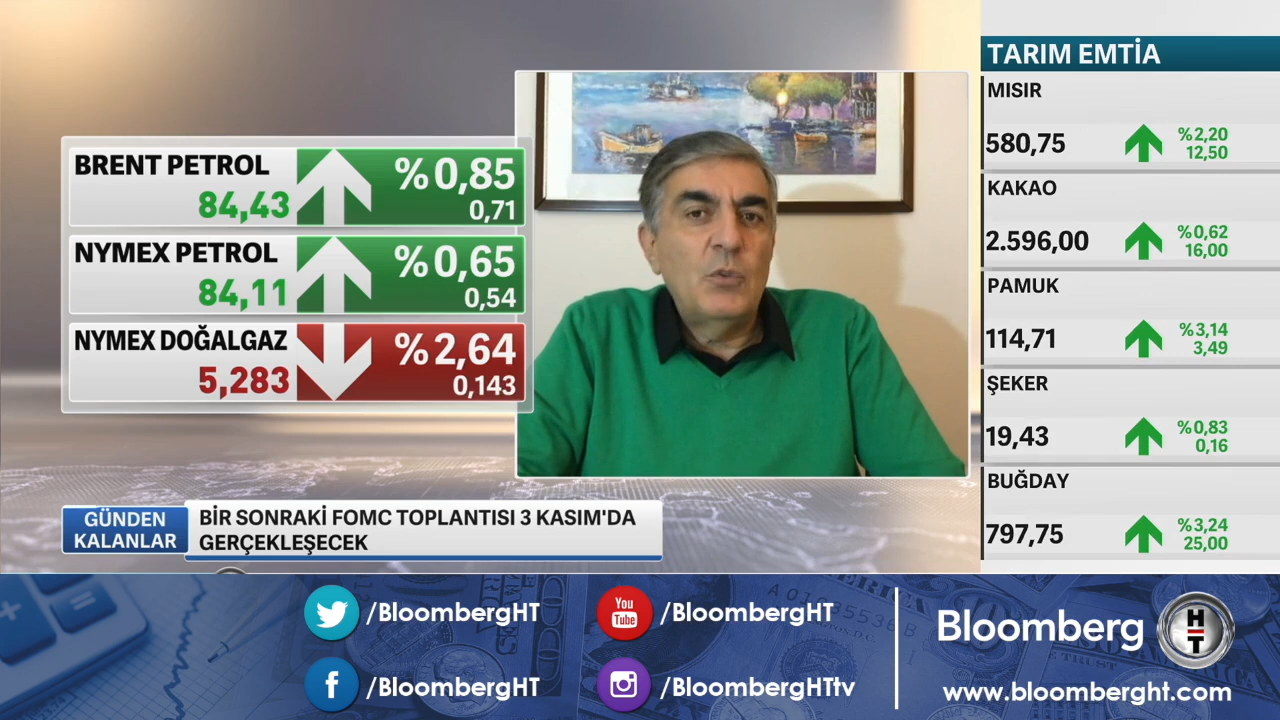 BRENT PETROL
84,43
%0,85
0,71
NYMEX PETROL
84,11
%0,65
0,54
NYMEX DOĞALGAZ
5,283
%2,64
0,143
GÜNDEN
KALANLAR
BİR SONRAKİ FOMC TOPLANTISI 3 KASIM'DA
GERÇEKLEŞECEK
TARIM EMTİA
MISIR
580,75
%2,20
12,50
KAKAO
2.596,00
%0,62
16,00
PAMUK
114,71
%3,14
3,49
ŞEKER
19,43
%0,83
0,16
BUĞDAY
797,75
%3,24
25,00
/BloombergHT
You
Tube
/BloombergHT
/BloombergHT
/BloombergHTtv
Bloomberg HT
www.bloomberght.com